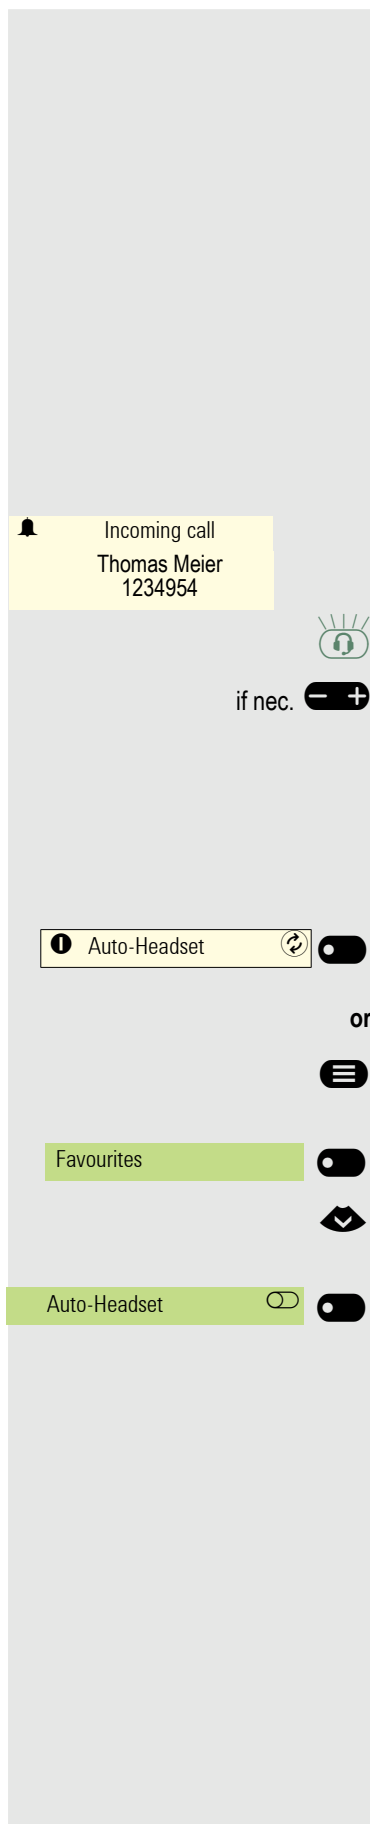 Incoming call
Thomas Meier
1234954
if nec.
Auto-Headset
or
Favourites
Auto-Headset